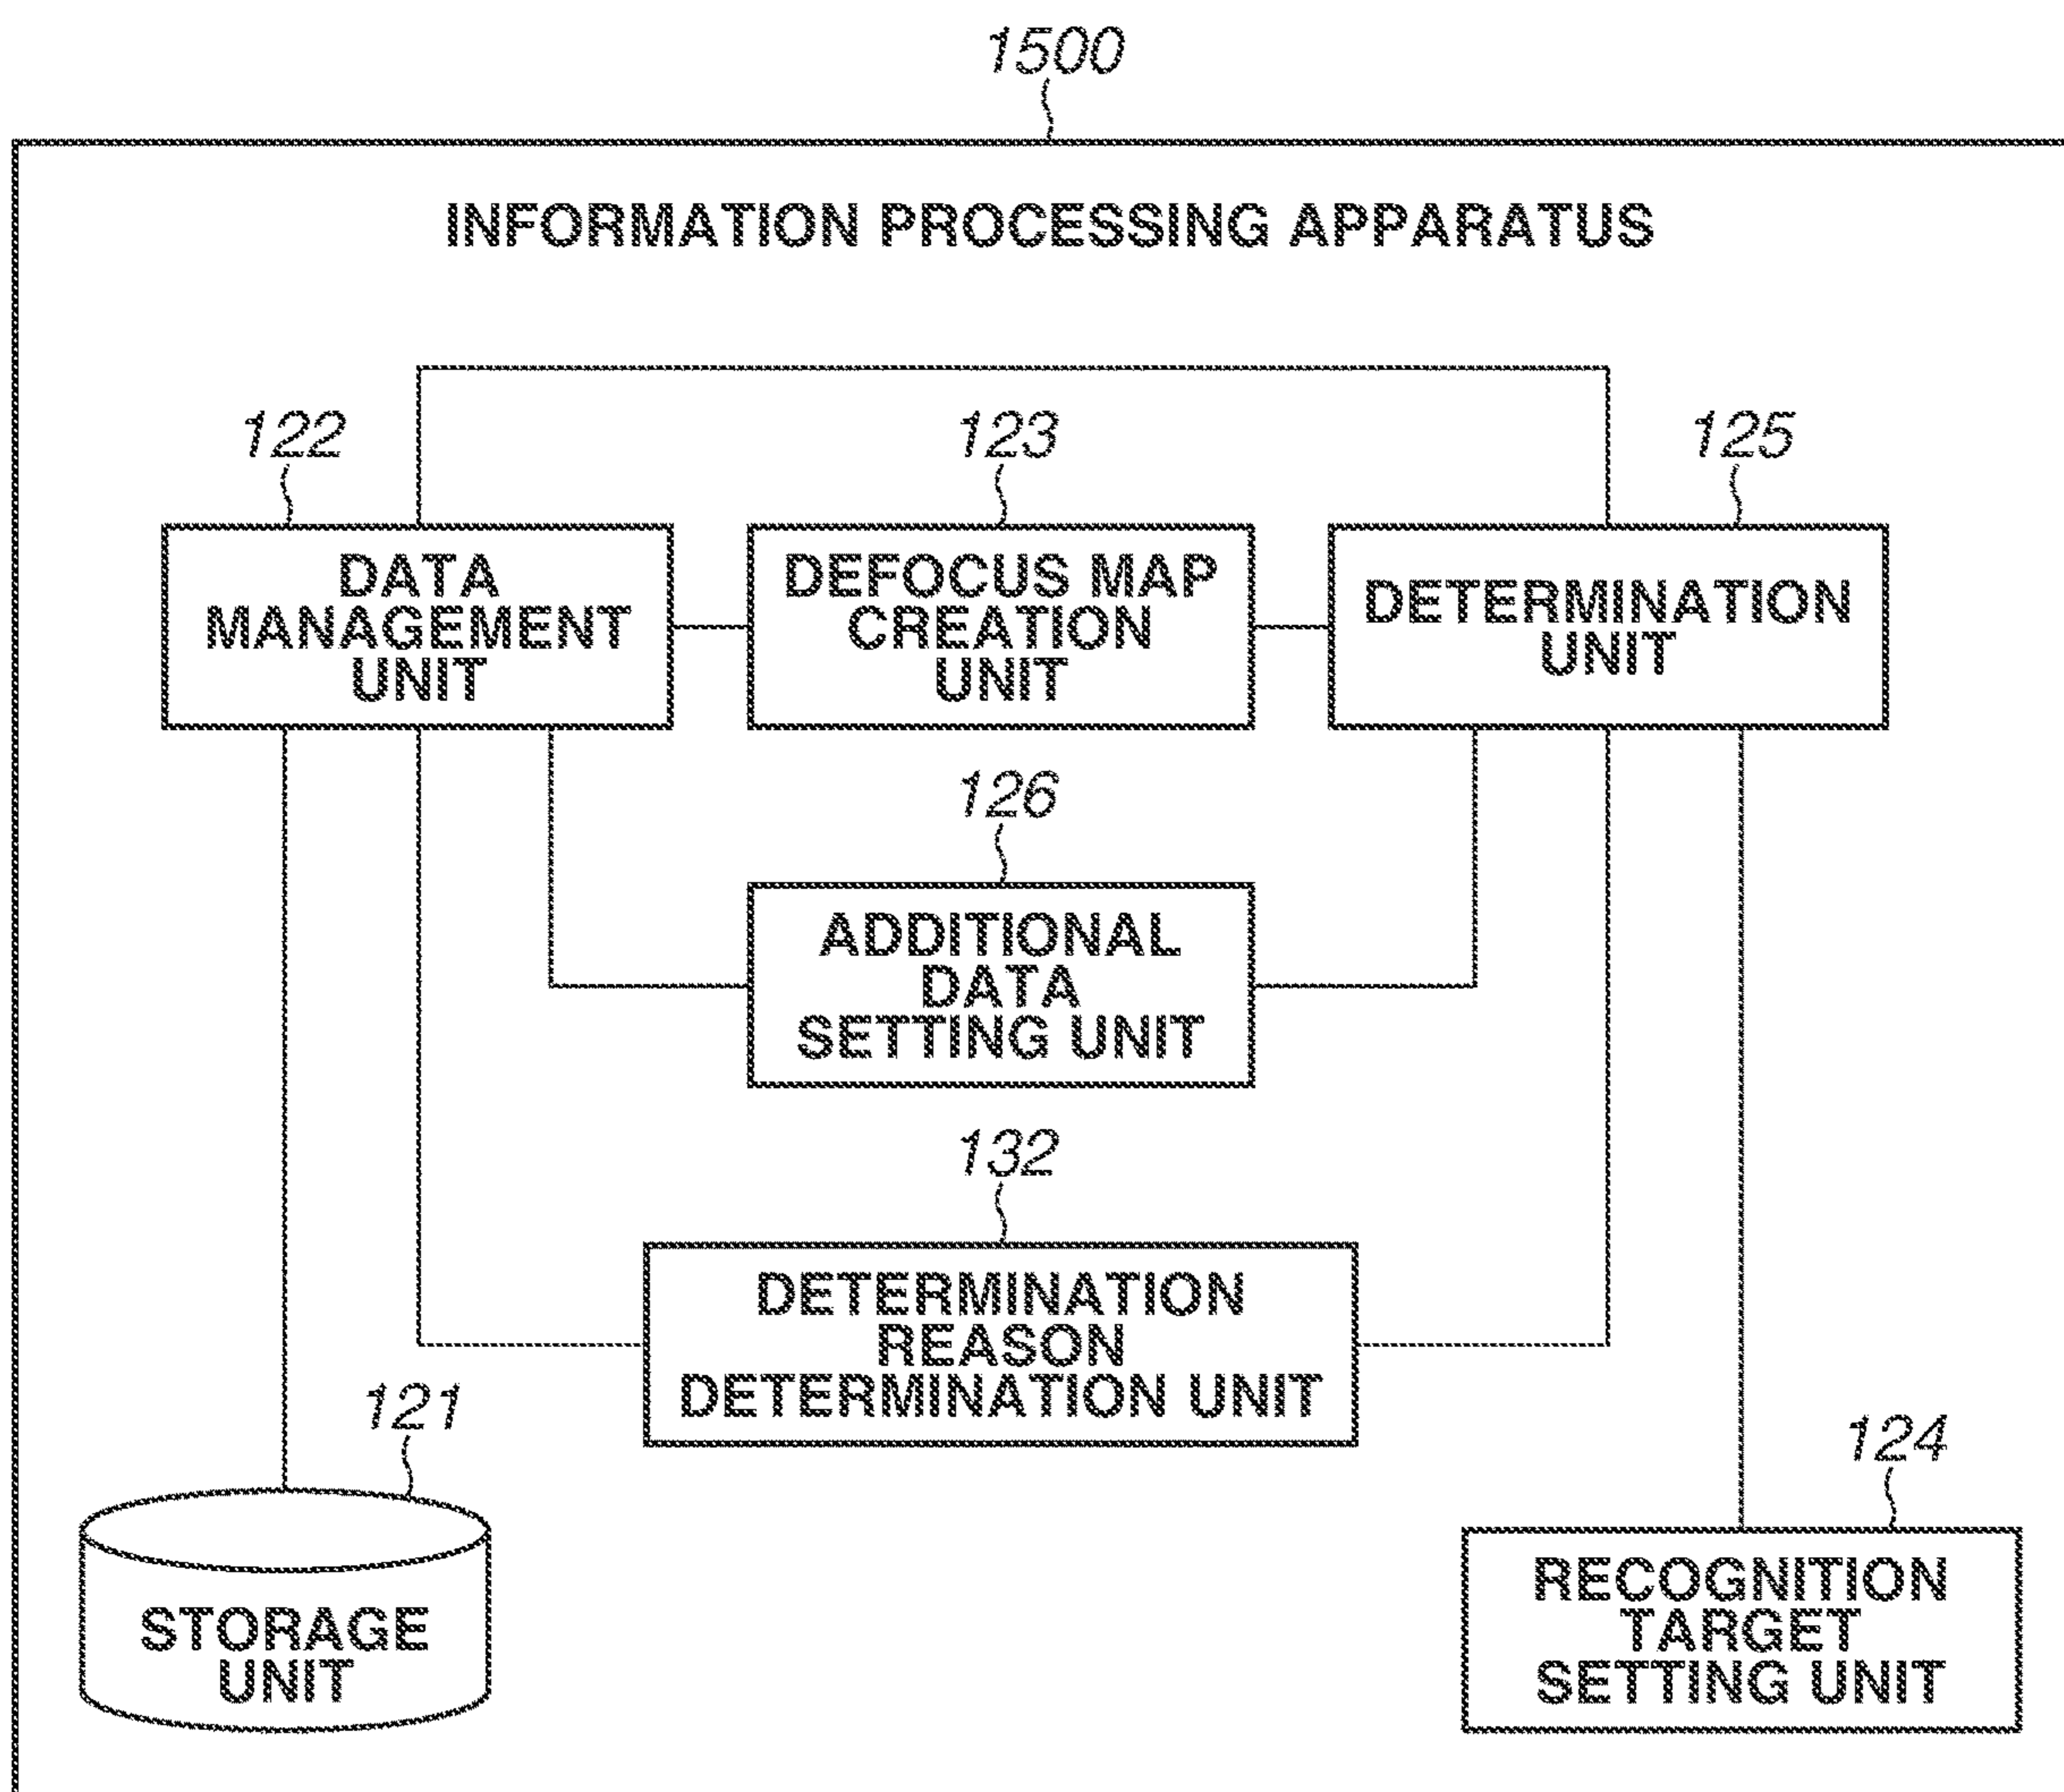 1500
INFORMATION PROCESSING APPARATUS
122
123
125
DATA
MANAGEMENT
UNIT
DEFOCUS MAP
CREATION
UNIT
DETERMINATION
UNIT
126
ADDITIONAL
DATA
SETTING UNIT
132
DETERMINATION
REASON
DETERMINATION UNIT
121
STORAGE
UNIT
124
RECOGNITION
TARGET
SETTING UNIT